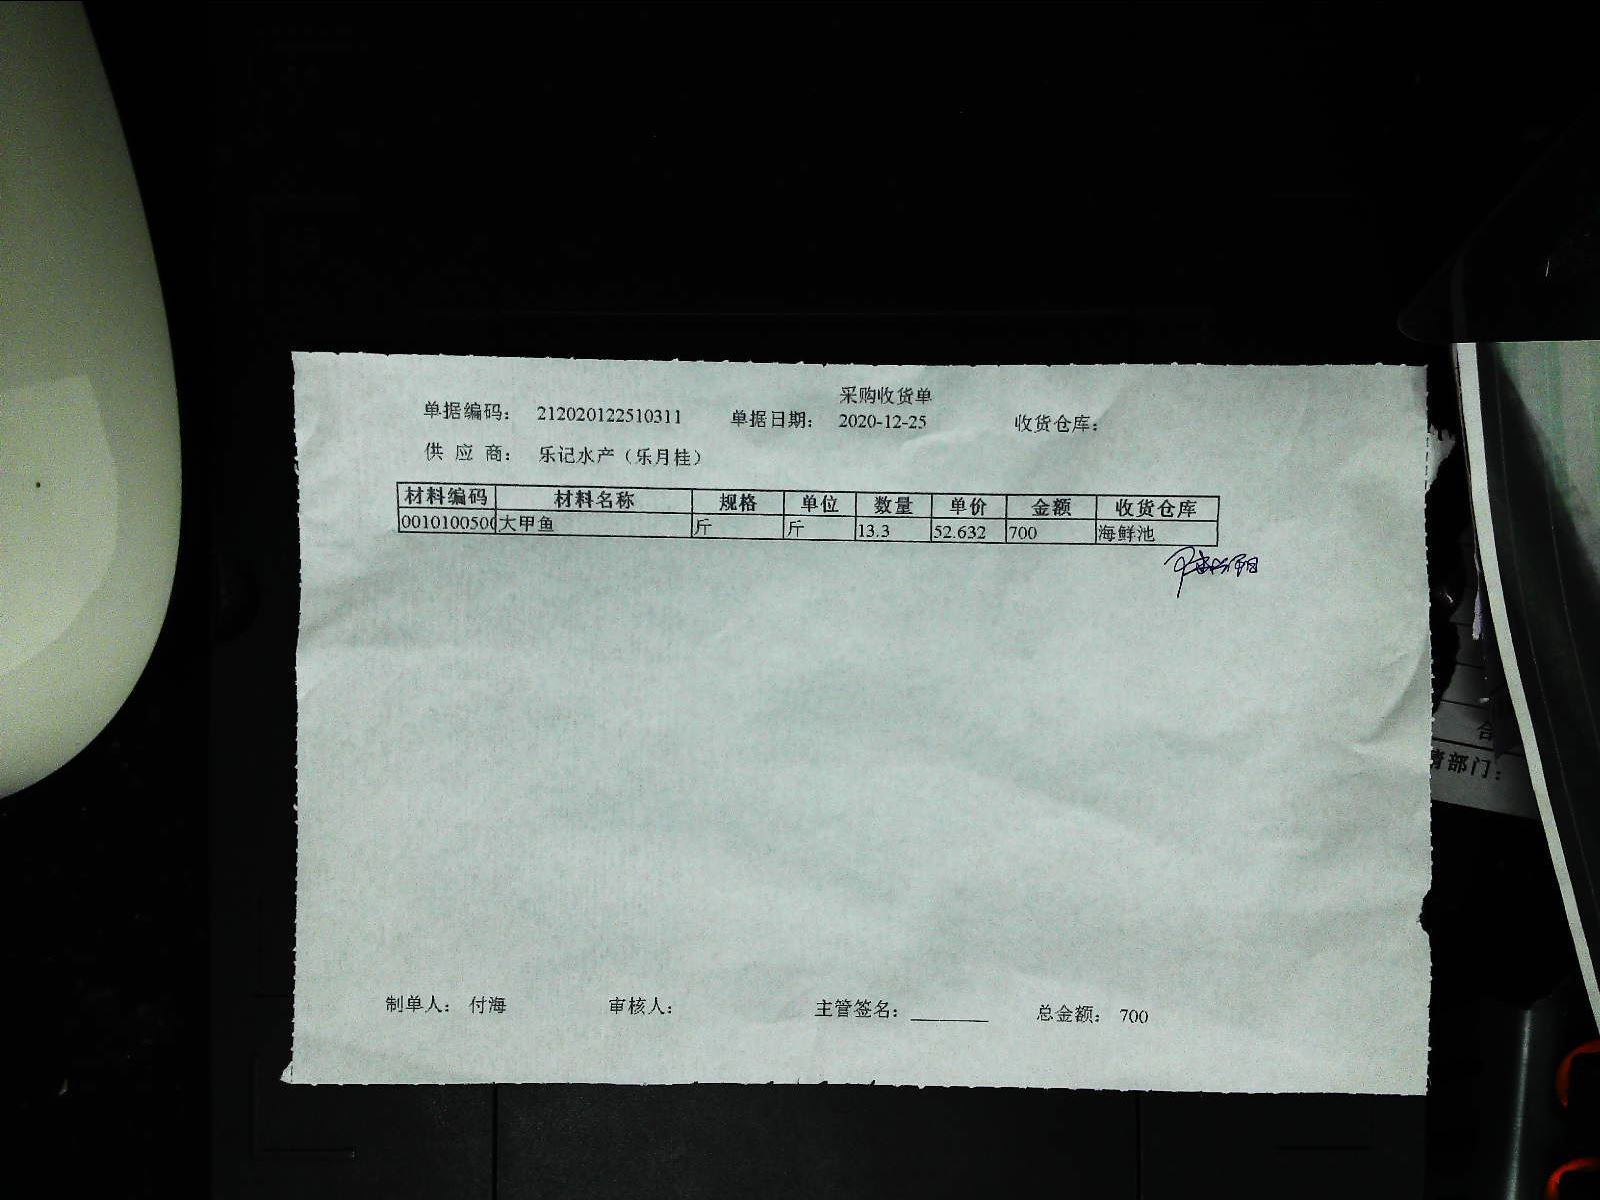 采购收货单
单据编码： 212020122510311 单据日期： 2020-12-25 收货仓库：
供 应 商： 乐记水产（乐月桂）
材料编码 材料名称 规格 单位 数量 单价 金额 收货仓库
0010100500 大甲鱼 斤 斤 13.3 52.632 700 海鲜池
制单人： 付海 审核人： 主管签名： 总金额： 700
部门：